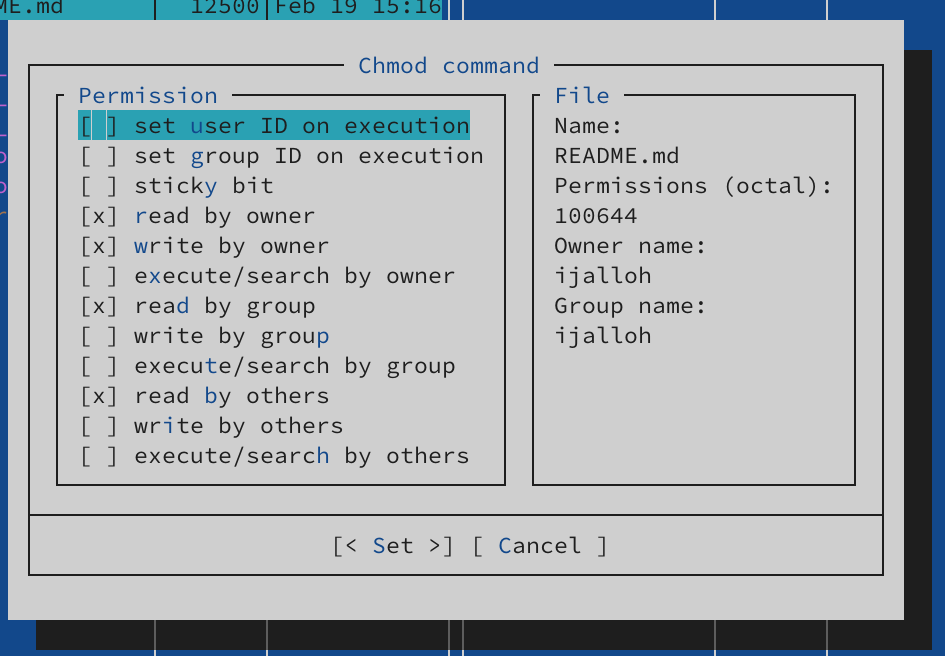 ME.md 12500 Feb 19 15:16
Chmod command
Permission
[ ] set user ID on execution
[ ] set group ID on execution
[ ] sticky bit
[x] read by owner
[x] write by owner
[ ] execute/search by owner
[x] read by group
[ ] write by group
[ ] execute/search by group
[x] read by others
[ ] write by others
[ ] execute/search by others
File
Name:
README.md
Permissions (octal):
100644
Owner name:
ijalloh
Group name:
ijalloh
[< Set >] [ Cancel ]